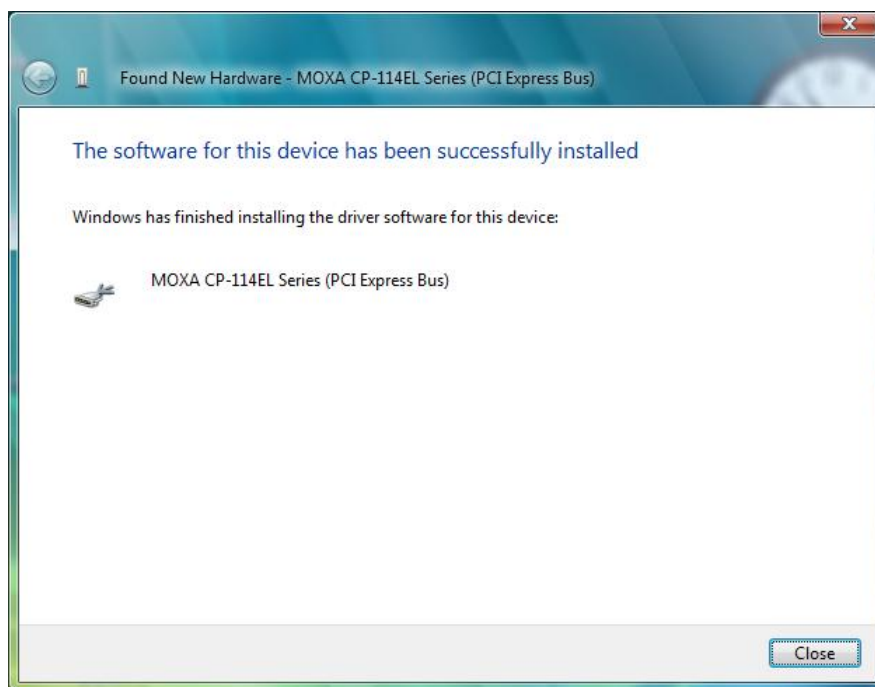 Found New Hardware - MOXA CP-114EL Series (PCI Express Bus)
The software for this device has been successfully installed
Windows has finished installing the driver software for this device:
MOXA CP-114EL Series (PCI Express Bus)
Close